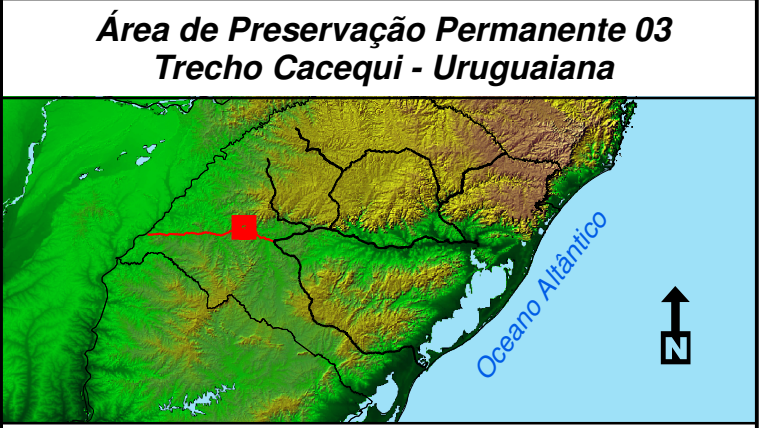 Área de Preservação Permanente 03
Trecho Cacequi - Uruguaiana
Oceano Altântico
N